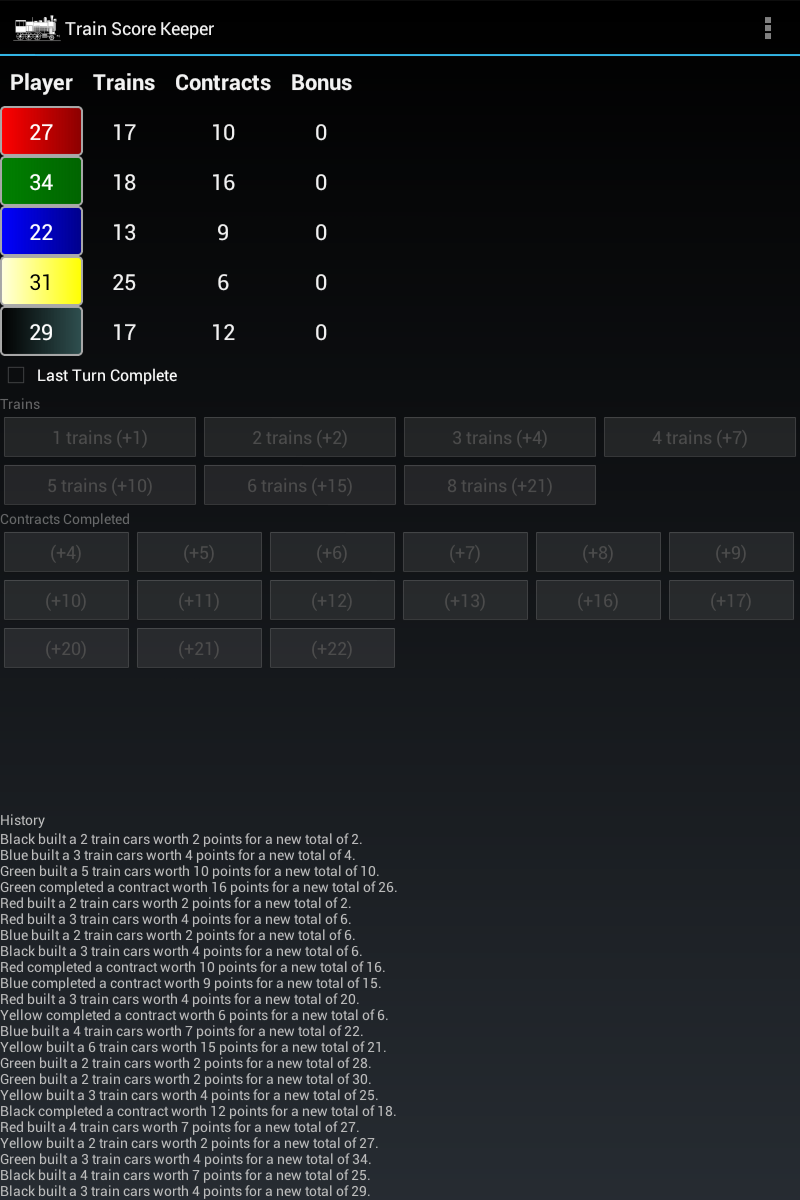 Train Score Keeper
Player Trains Contracts Bonus
27 17 10 0
34 18 16 0
22 13 9 0
31 25 6 0
29 17 12 0
Last Turn Complete
Trains
1 trains (+1) 2 trains (+2) 3 trains (+4) 4 trains (+7)
5 trains (+10) 6 trains (+15) 8 trains (+21)
Contracts Completed
(+4) (+5) (+6) (+7) (+8) (+9)
(+10) (+11) (+12) (+13) (+16) (+17)
(+20) (+21) (+22)
History
Black built a 2 train cars worth 2 points for a new total of 2.
Blue built a 3 train cars worth 4 points for a new total of 4.
Green built a 5 train cars worth 10 points for a new total of 10.
Green completed a contract worth 16 points for a new total of 26.
Red built a 2 train cars worth 2 points for a new total of 2.
Red built a 3 train cars worth 4 points for a new total of 6.
Blue built a 2 train cars worth 2 points for a new total of 6.
Black built a 3 train cars worth 4 points for a new total of 6.
Red completed a contract worth 10 points for a new total of 16.
Blue completed a contract worth 9 points for a new total of 15.
Red built a 3 train cars worth 4 points for a new total of 20.
Yellow completed a contract worth 6 points for a new total of 6.
Blue built a 4 train cars worth 7 points for a new total of 22.
Yellow built a 6 train cars worth 15 points for a new total of 21.
Green built a 2 train cars worth 2 points for a new total of 28.
Green built a 2 train cars worth 2 points for a new total of 30.
Yellow built a 3 train cars worth 4 points for a new total of 25.
Black completed a contract worth 12 points for a new total of 18.
Red built a 4 train cars worth 7 points for a new total of 27.
Yellow built a 2 train cars worth 2 points for a new total of 27.
Green built a 3 train cars worth 4 points for a new total of 34.
Black built a 4 train cars worth 7 points for a new total of 25.
Black built a 3 train cars worth 4 points for a new total of 29.